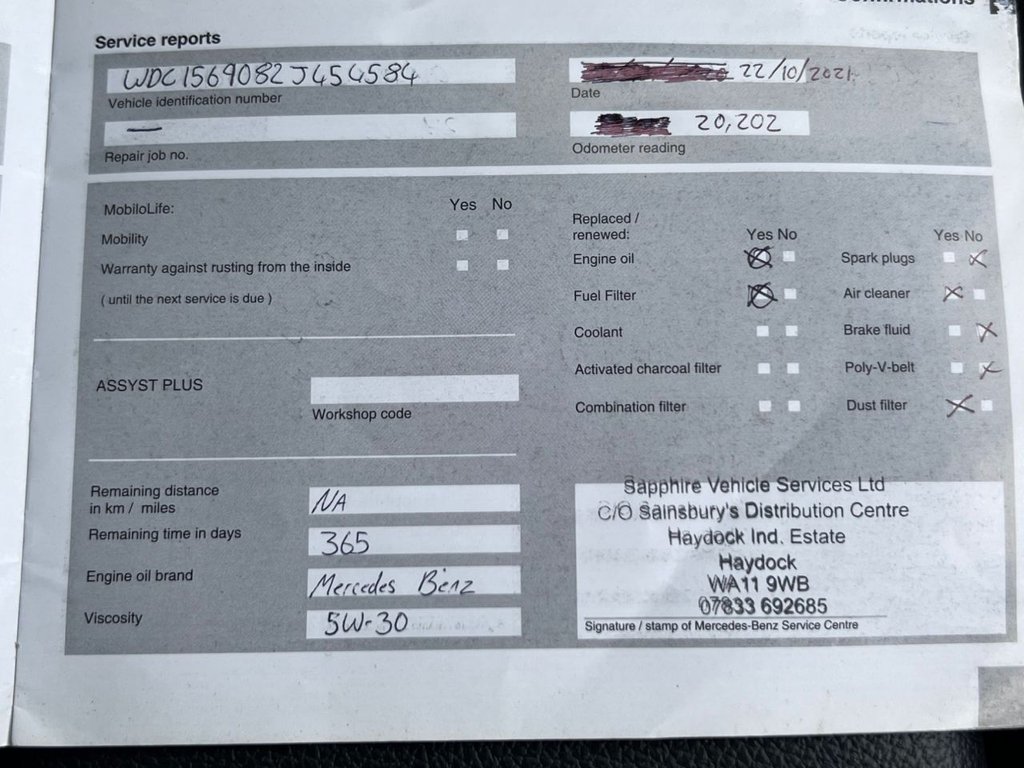 Service reports
WDC1569082J454584
Vehicle identification number
22/10/2021
Date
—
Repair job no.
20,202
Odometer reading
MobiloLife: Yes No
Mobility
Warranty against rusting from the inside
( until the next service is due )
ASSYST PLUS
Workshop code
Remaining distance
in km / miles
NA
Remaining time in days
365
Engine oil brand
Mercedes Benz
Viscosity
5W-30
Replaced /
renewed: Yes No
Engine oil
Fuel Filter
Coolant
Activated charcoal filter
Combination filter
Yes No
Spark plugs
Air cleaner
Brake fluid
Poly-V-belt
Dust filter
Sapphire Vehicle Services Ltd
C/O Sainsbury's Distribution Centre
Haydock Ind. Estate
Haydock
WA11 9WB
07833 692685
Signature / stamp of Mercedes-Benz Service Centre